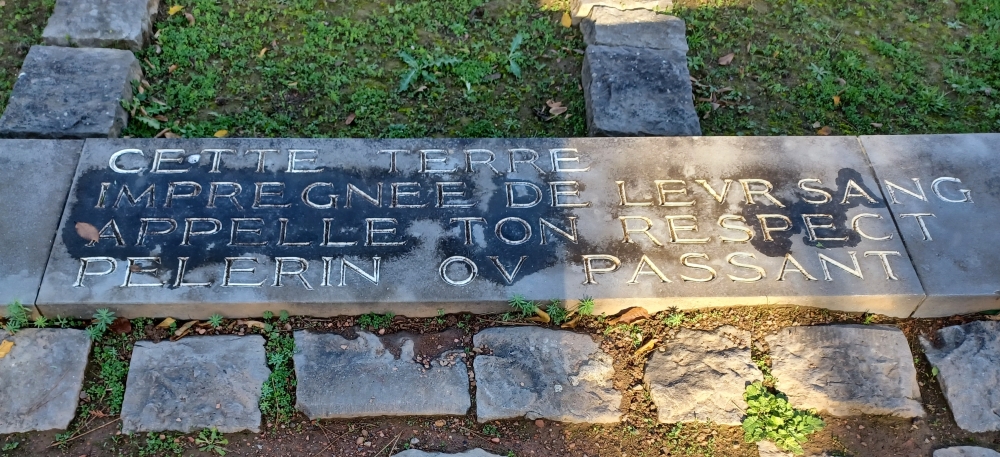 CETTE TERRE
IMPREGNEE DE LEVR SANG
APPELLE TON RESPECT
PELERIN OV PASSANT